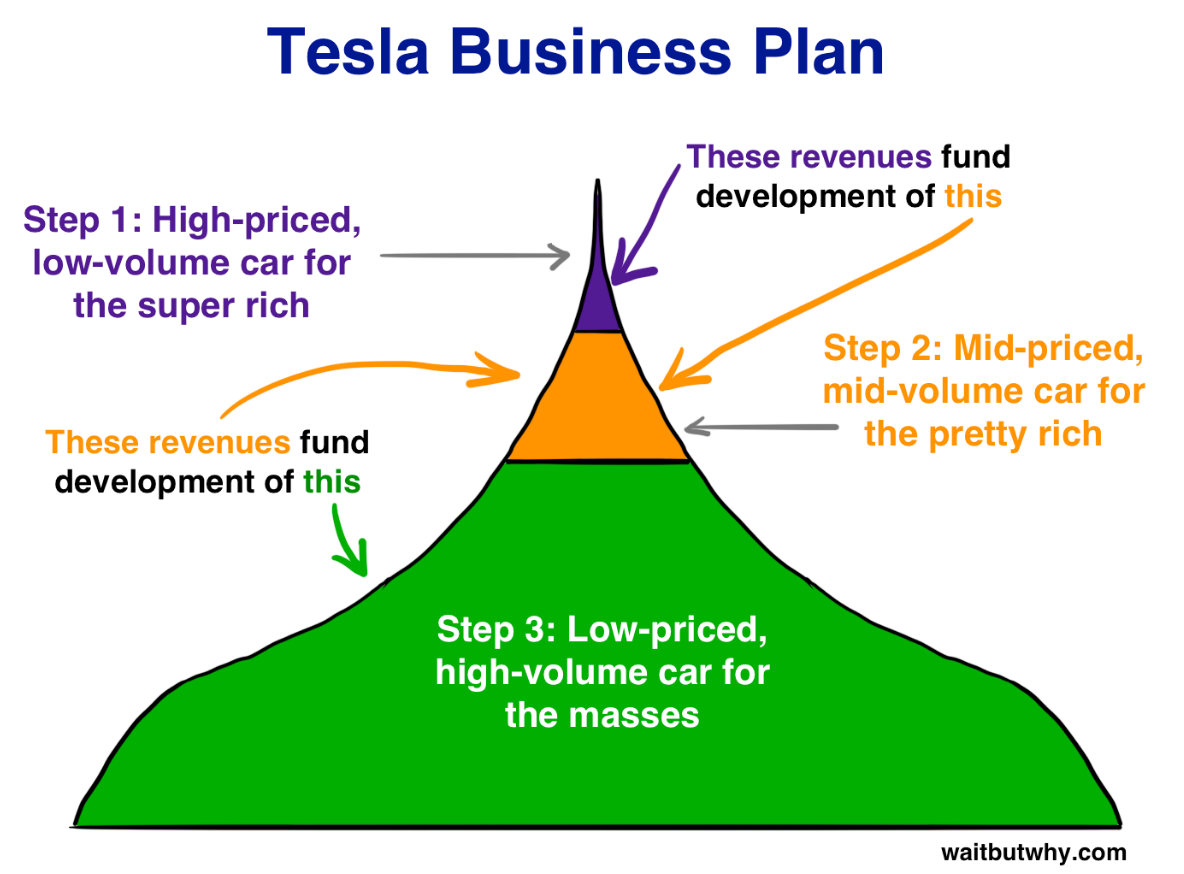 Tesla Business Plan
These revenues fund
development of this
Step 1: High-priced,
low-volume car for
the super rich
Step 2: Mid-priced,
mid-volume car for
the pretty rich
These revenues fund
development of this
Step 3: Low-priced,
high-volume car for
the masses
waitbutwhy.com